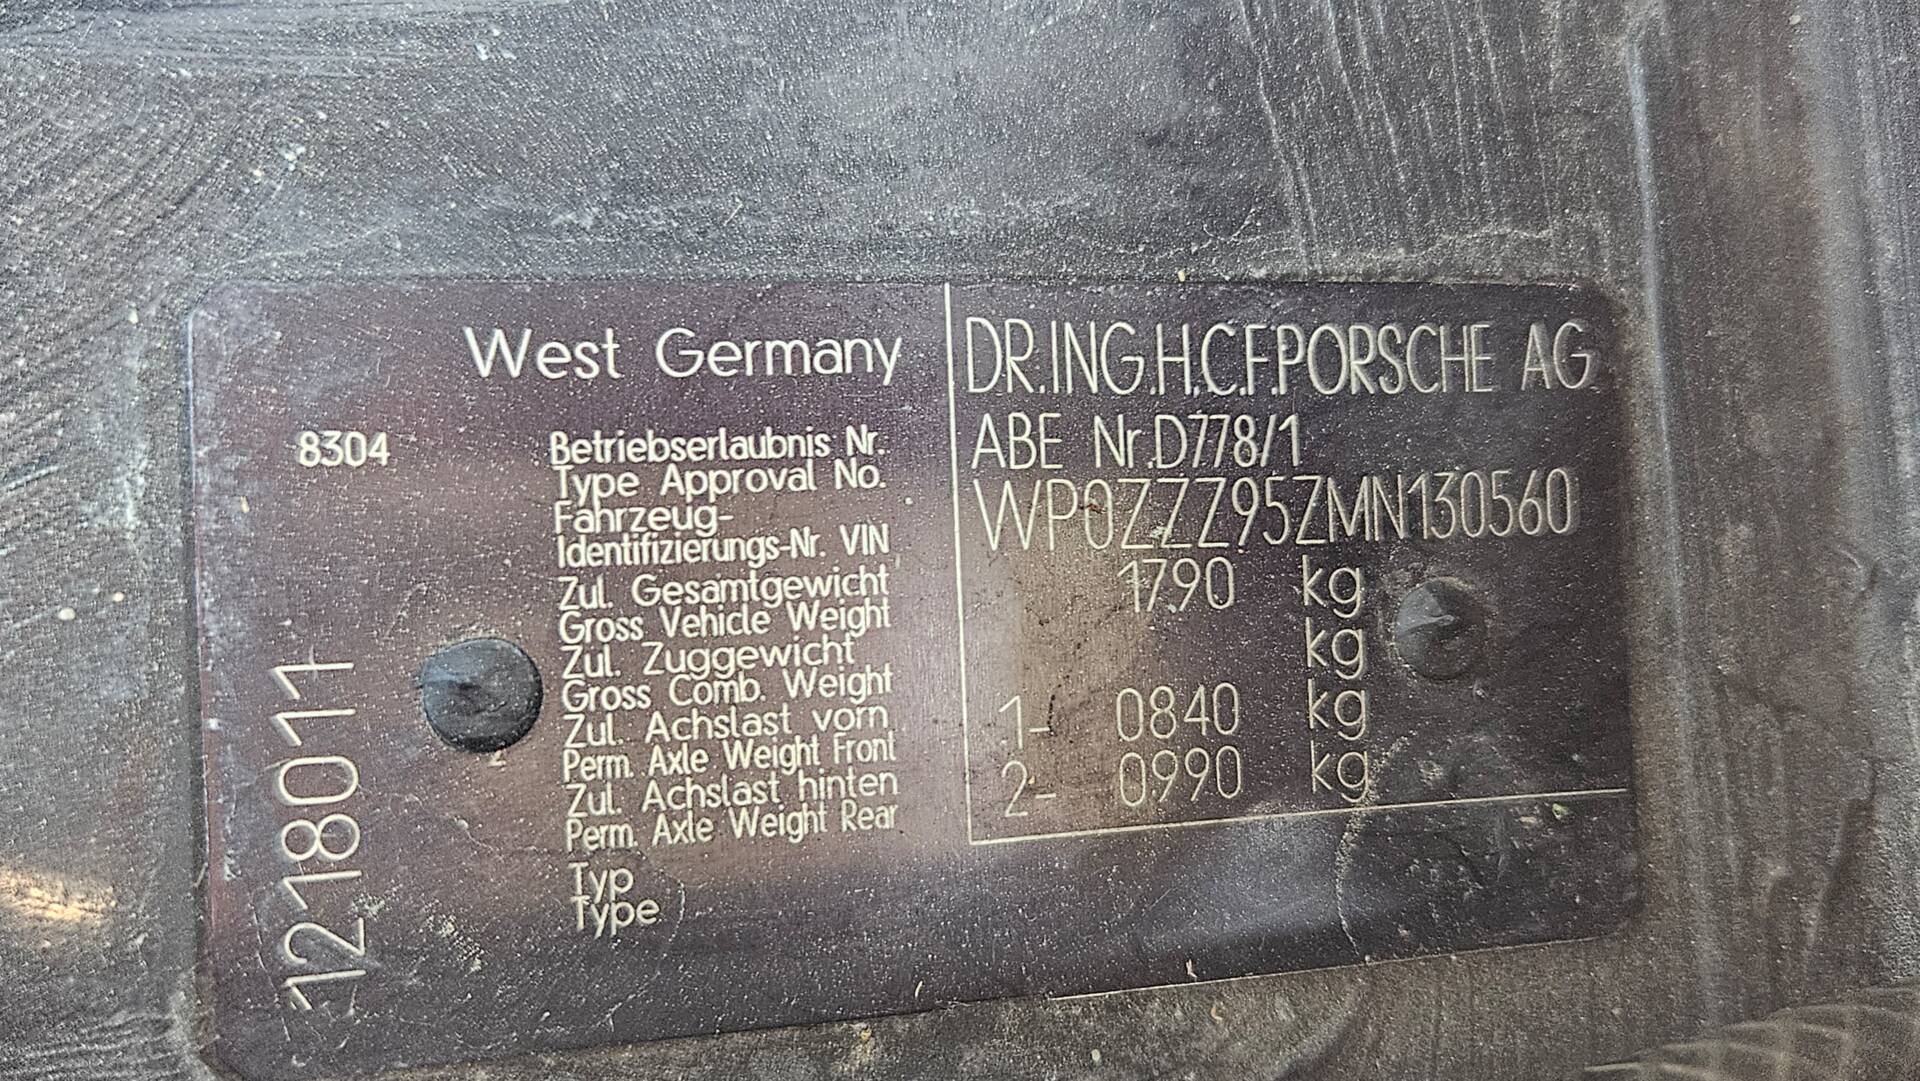 West Germany
8304
Betriebserlaubnis Nr.
Type Approval No.
Fahrzeug-
Identifizierungs-Nr. VIN
Zul. Gesamtgewicht
Gross Vehicle Weight
Zul. Zuggewicht
Gross Comb. Weight
Zul. Achslast vorn
Perm. Axle Weight Front
Zul. Achslast hinten
Perm. Axle Weight Rear
Typ
Type
DR.ING.H.C.F.PORSCHE AG
ABE Nr.D778/1
WP0ZZZ95ZMN130560
1790 kg
kg
1- 0840 kg
2- 0990 kg
1218011